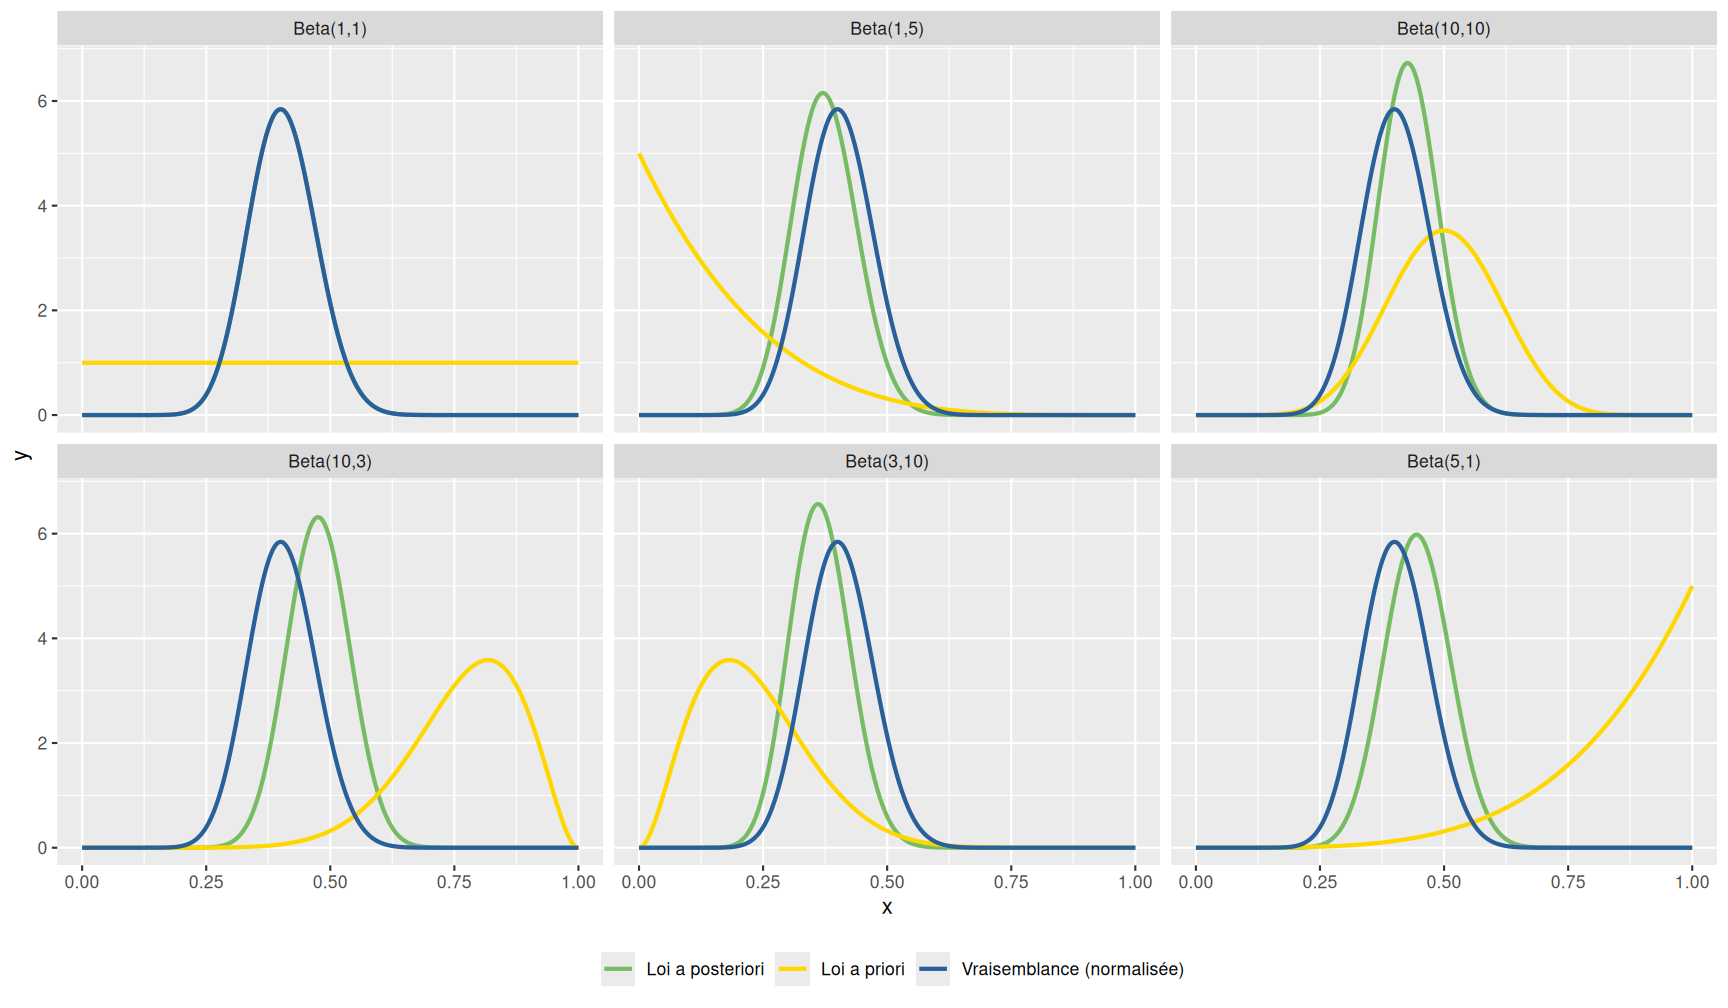 Beta(1,1) Beta(1,5) Beta(10,10)
6
4
2
0
y
Beta(10,3) Beta(3,10) Beta(5,1)
6
4
2
0
0.00 0.25 0.50 0.75 1.00 0.00 0.25 0.50 0.75 1.00 0.00 0.25 0.50 0.75 1.00
x
Loi a posteriori Loi a priori Vraisemblance (normalisée)